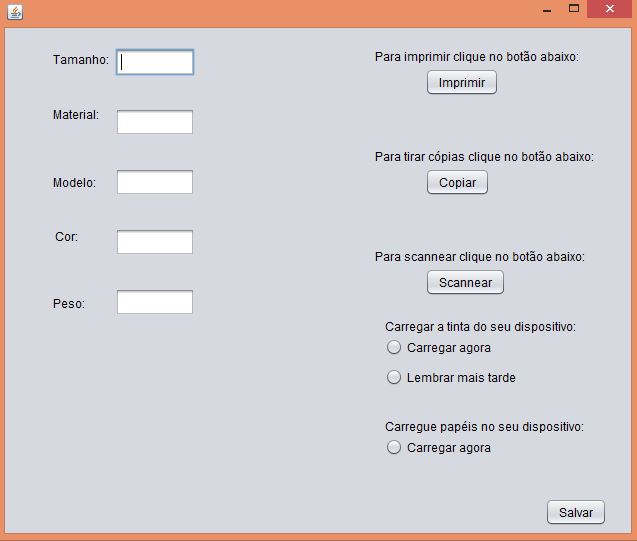 Tamanho:
Material:
Modelo:
Cor:
Peso:
Para imprimir clique no botão abaixo:
Imprimir
Para tirar cópias clique no botão abaixo:
Copiar
Para scannear clique no botão abaixo:
Scannear
Carregar a tinta do seu dispositivo:
Carregar agora
Lembrar mais tarde
Carregue papéis no seu dispositivo:
Carregar agora
Salvar